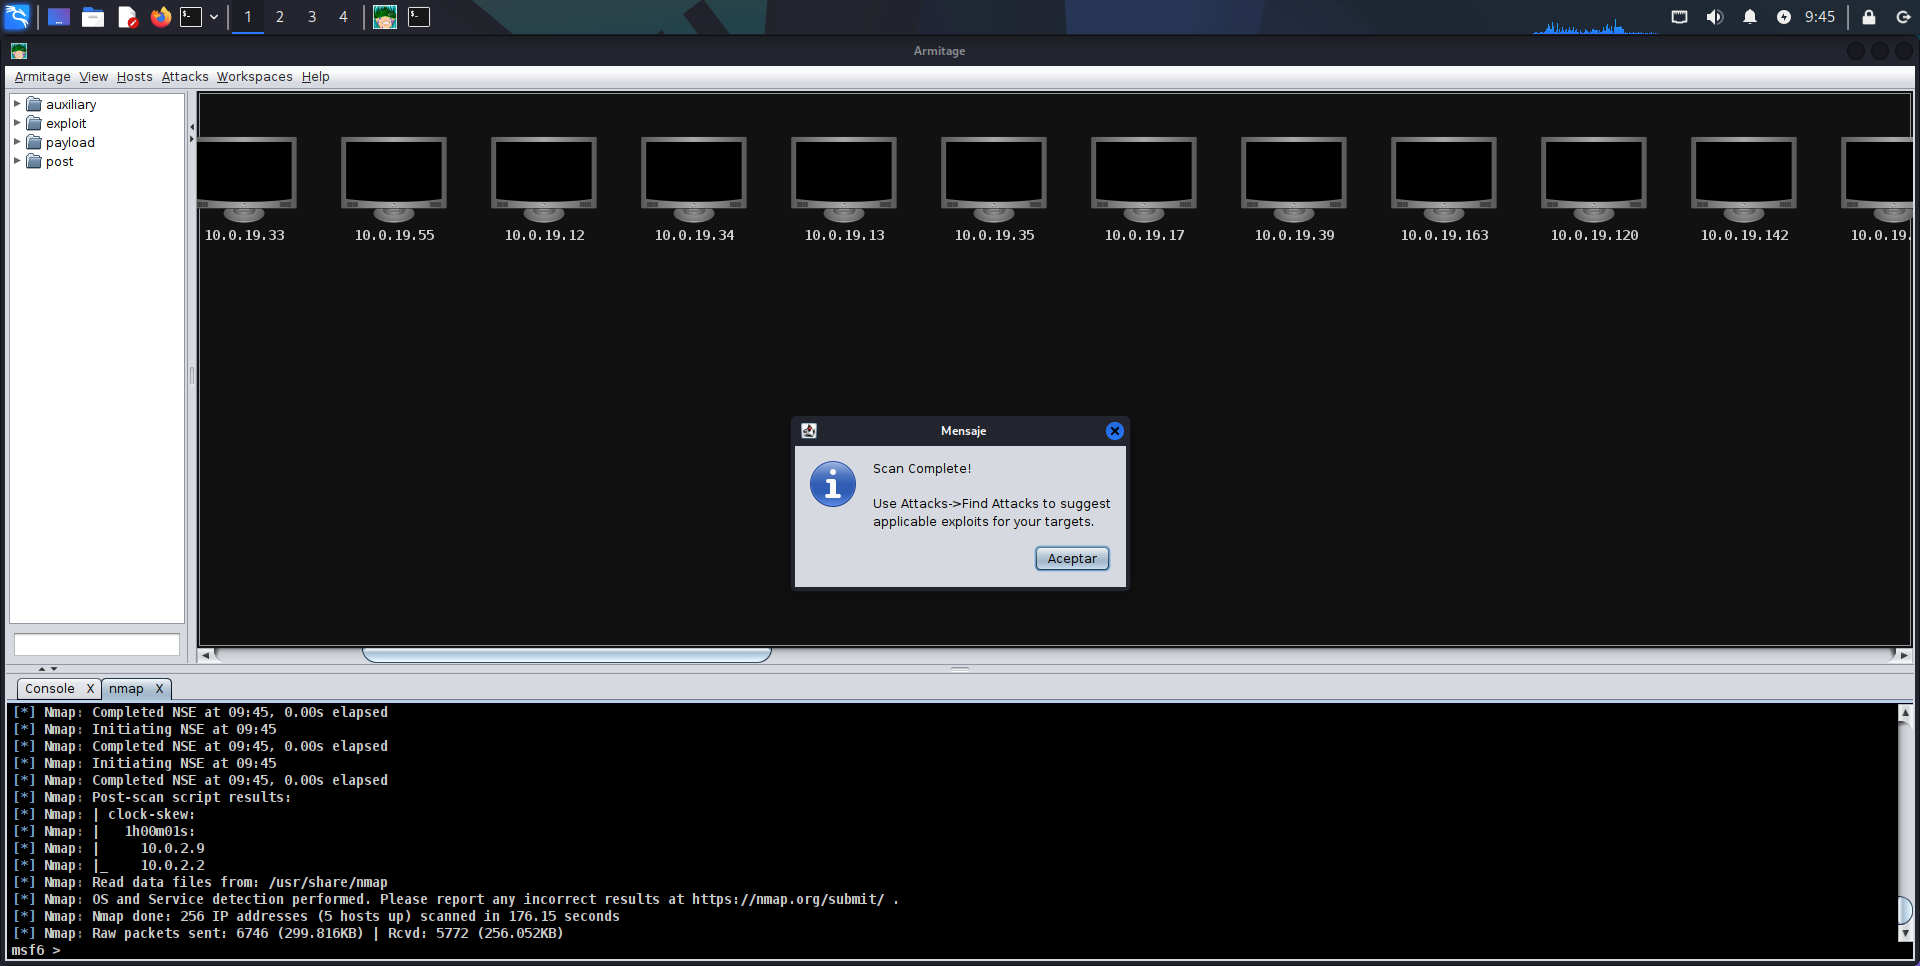 1 2 3 4 9:45
Armitage
Armitage View Hosts Attacks Workspaces Help
auxiliary
exploit
payload
post
10.0.19.33 10.0.19.55 10.0.19.12 10.0.19.34 10.0.19.13 10.0.19.35 10.0.19.17 10.0.19.39 10.0.19.163 10.0.19.120 10.0.19.142 10.0.19.
Mensaje
Scan Complete!
Use Attacks->Find Attacks to suggest
applicable exploits for your targets.
Aceptar
Console X nmap X
[*] Nmap: Completed NSE at 09:45, 0.00s elapsed
[*] Nmap: Initiating NSE at 09:45
[*] Nmap: Completed NSE at 09:45, 0.00s elapsed
[*] Nmap: Initiating NSE at 09:45
[*] Nmap: Completed NSE at 09:45, 0.00s elapsed
[*] Nmap: Post-scan script results:
[*] Nmap: | clock-skew:
[*] Nmap: |   1h00m01s:
[*] Nmap: |     10.0.2.9
[*] Nmap: |_    10.0.2.2
[*] Nmap: Read data files from: /usr/share/nmap
[*] Nmap: OS and Service detection performed. Please report any incorrect results at https://nmap.org/submit/ .
[*] Nmap: Nmap done: 256 IP addresses (5 hosts up) scanned in 176.15 seconds
[*] Nmap: Raw packets sent: 6746 (299.816KB) | Rcvd: 5772 (256.052KB)
msf6 >